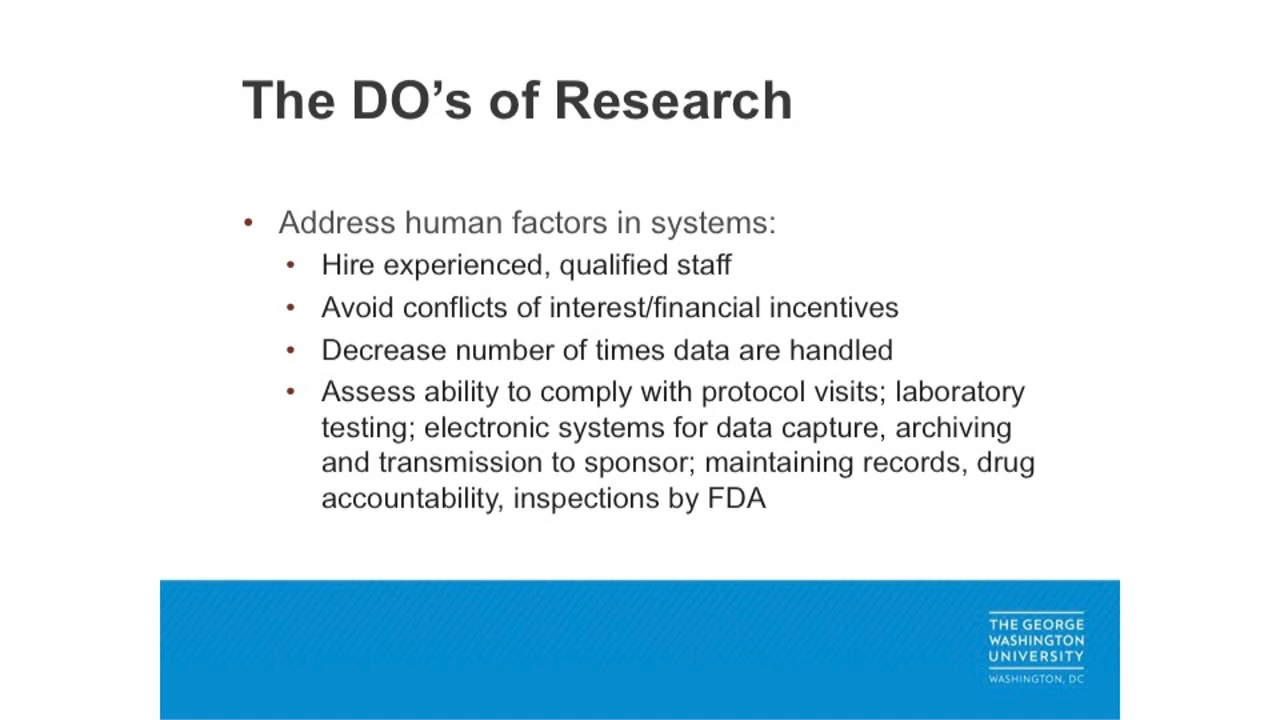 The DO’s of Research
• Address human factors in systems:
• Hire experienced, qualified staff
• Avoid conflicts of interest/financial incentives
• Decrease number of times data are handled
• Assess ability to comply with protocol visits; laboratory
testing; electronic systems for data capture, archiving
and transmission to sponsor; maintaining records, drug
accountability, inspections by FDA
THE GEORGE
WASHINGTON
UNIVERSITY
WASHINGTON, DC